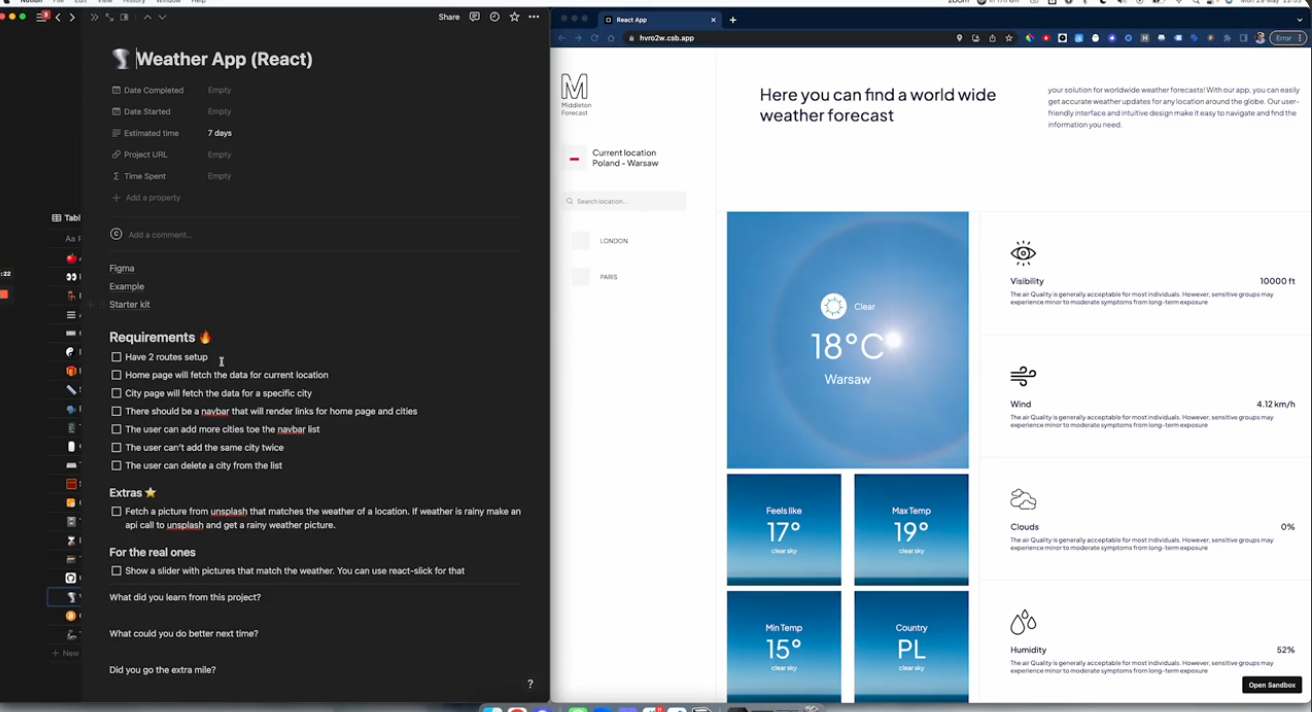 Share
Weather App (React)
Date Completed Empty
Date Started Empty
Estimated time 7 days
Project URL Empty
Time Spent Empty
Add a property
Add a comment...
Figma
Example
Starter kit
Requirements
Have 2 routes setup
Home page will fetch the data for current location
City page will fetch the data for a specific city
There should be a navbar that will render links for home page and cities
The user can add more cities toe the navbar list
The user can't add the same city twice
The user can delete a city from the list
Extras
Fetch a picture from unsplash that matches the weather of a location. If weather is rainy make an
api call to unsplash and get a rainy weather picture.
For the real ones
Show a slider with pictures that match the weather. You can use react-slick for that
What did you learn from this project?
What could you do better next time?
Did you go the extra mile?
?
Tabl
Aa
New
:22
React App
hvro2w.csb.app
Error
M
Middleton
Forecast
Current location
Poland - Warsaw
Search location...
LONDON
PARIS
Here you can find a world wide
weather forecast
your solution for worldwide weather forecasts! With our app, you can easily
get accurate weather updates for any location around the globe. Our user-
friendly interface and intuitive design make it easy to navigate and find the
information you need.
Clear
18°C
Warsaw
Feels like
17°
clear sky
Max Temp
19°
clear sky
Min Temp
15°
clear sky
Country
PL
clear sky
Visibility 10000 ft
The air Quality is generally acceptable for most individuals. However, sensitive groups may
experience minor to moderate symptoms from long-term exposure
Wind 4.12 km/h
The air Quality is generally acceptable for most individuals. However, sensitive groups may
experience minor to moderate symptoms from long-term exposure
Clouds 0%
The air Quality is generally acceptable for most individuals. However, sensitive groups may
experience minor to moderate symptoms from long-term exposure
Humidity 52%
The air Quality is generally acceptable for most individuals. However, sensitive groups may
experience minor to moderate symptoms from long-term exposure
Open Sandbox